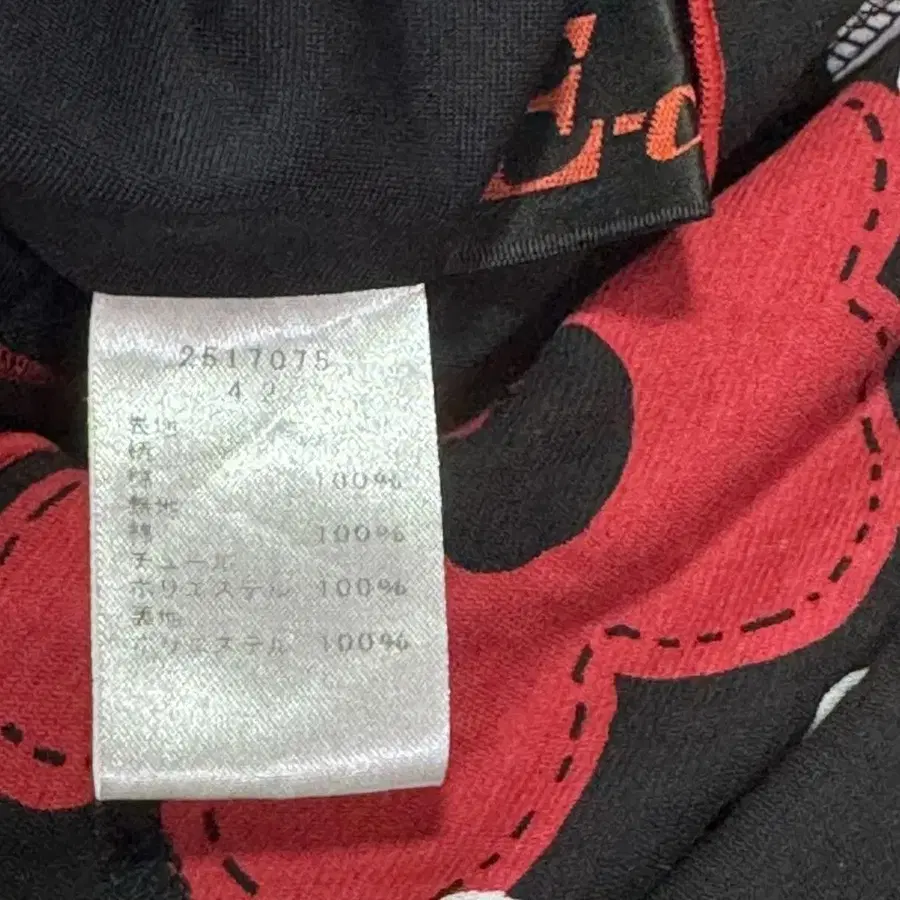 E-o
2517075
42
表地
柄
綿 100%
無地
綿 100%
チュール
ポリエステル 100%
裏地
ポリエステル 100%